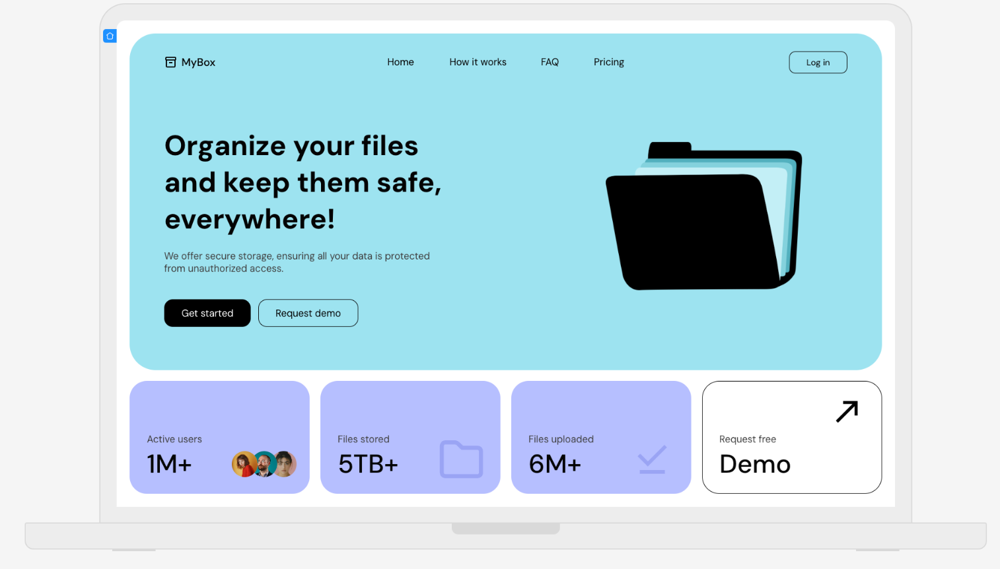 MyBox
Home
How it works
FAQ
Pricing
Log in
Organize your files
and keep them safe,
everywhere!
We offer secure storage, ensuring all your data is protected
from unauthorized access.
Get started
Request demo
Active users
1M+
Files stored
5TB+
Files uploaded
6M+
Request free
Demo